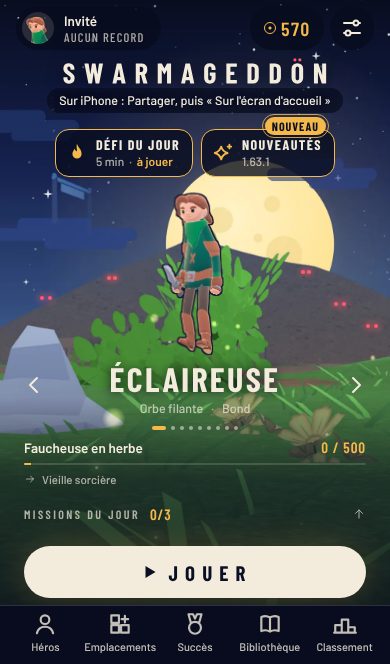 Invité
AUCUN RECORD
570
SWARMAGEDDÖN
Sur iPhone : Partager, puis « Sur l'écran d'accueil »
NOUVEAU
DÉFI DU JOUR
5 min · à jouer
NOUVEAUTÉS
1.63.1
ÉCLAIREUSE
Orbe filante · Bond
Faucheuse en herbe
0 / 500
→ Vieille sorcière
MISSIONS DU JOUR 0/3
↑
JOUER
Héros
Emplacements
Succès
Bibliothèque
Classement